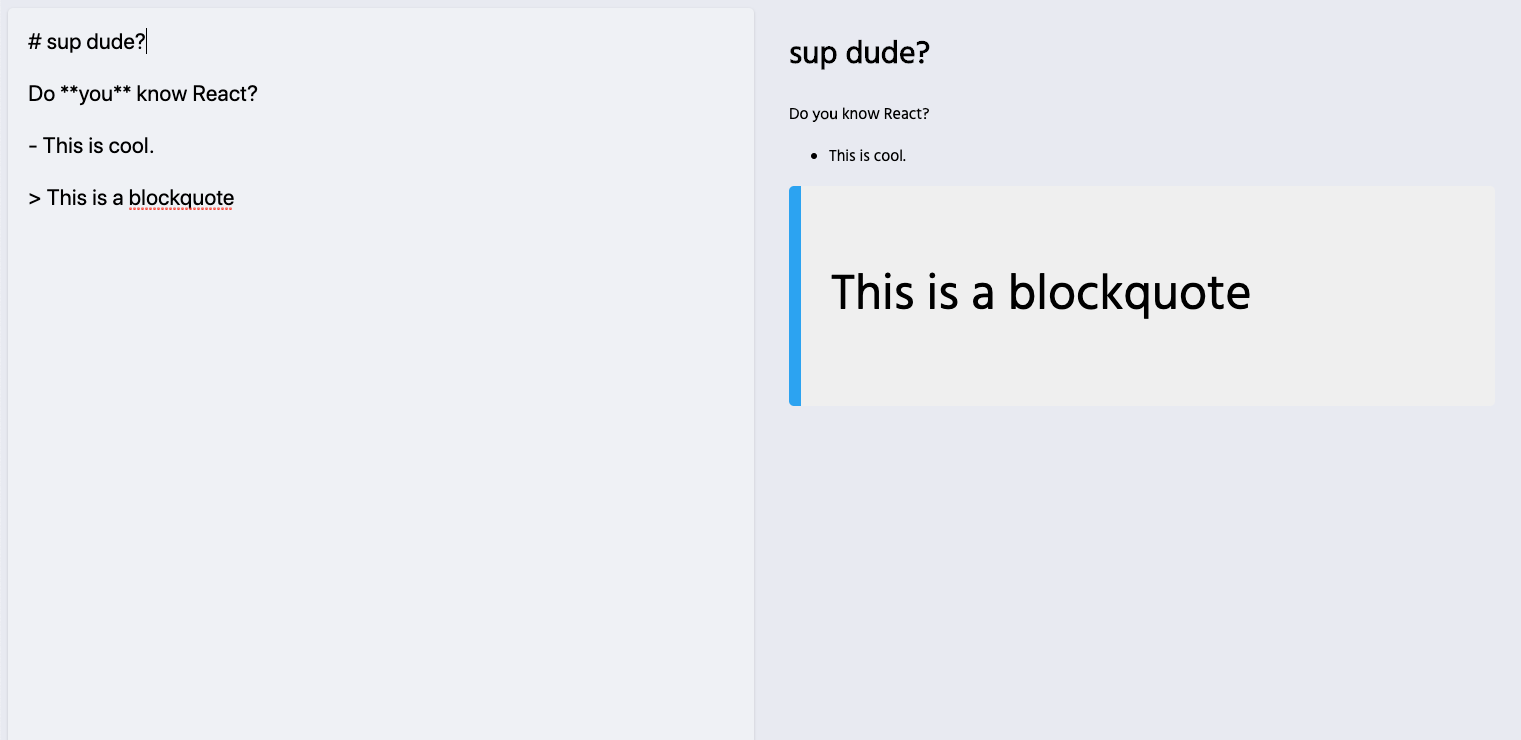 # sup dude?
Do **you** know React?
- This is cool.
> This is a blockquote
sup dude?
Do you know React?
• This is cool.
This is a blockquote